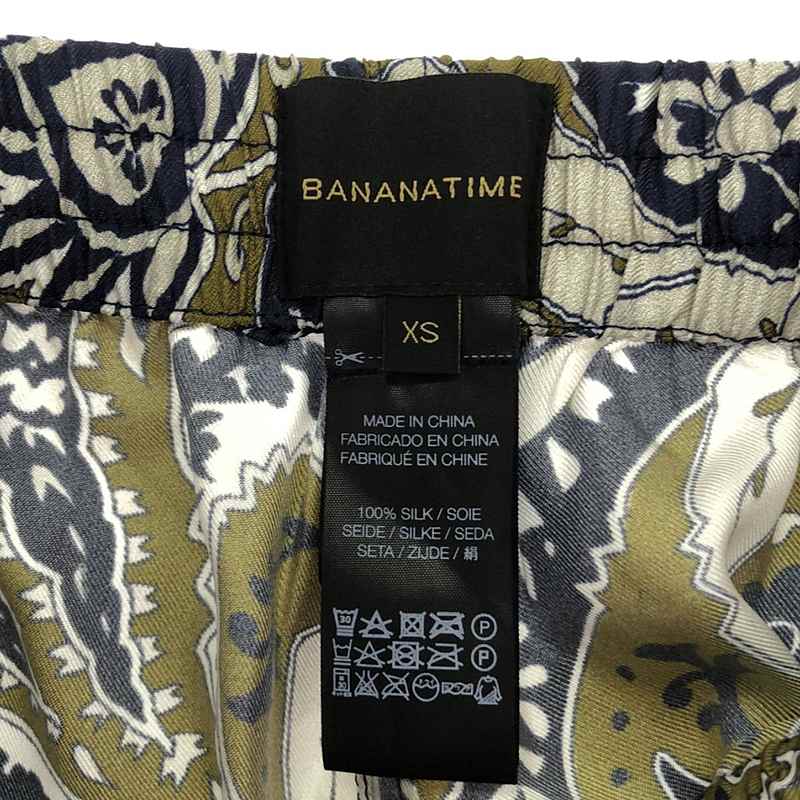 BANANATIME
XS
MADE IN CHINA
FABRICADO EN CHINA
FABRIQUÉ EN CHINE
100% SILK / SOIE
SEIDE / SILKE / SEDA
SETA / ZIJDE / 絹
30
P
P